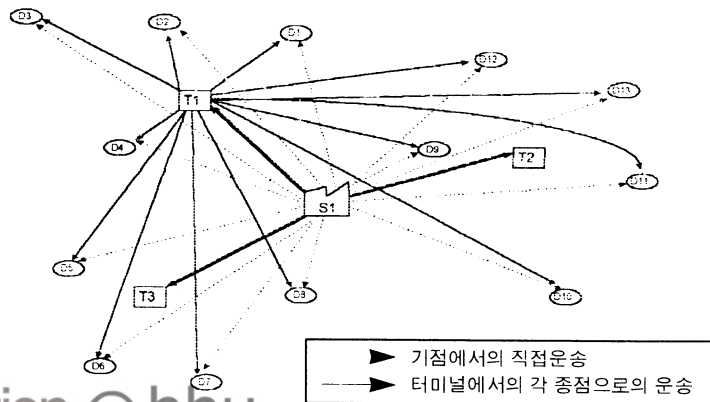 D3
D2
D1
D12
D13
T1
D4
D9
T2
D11
S1
D5
T3
D8
D10
D6
D7
기점에서의 직접운송
터미널에서의 각 종점으로의 운송